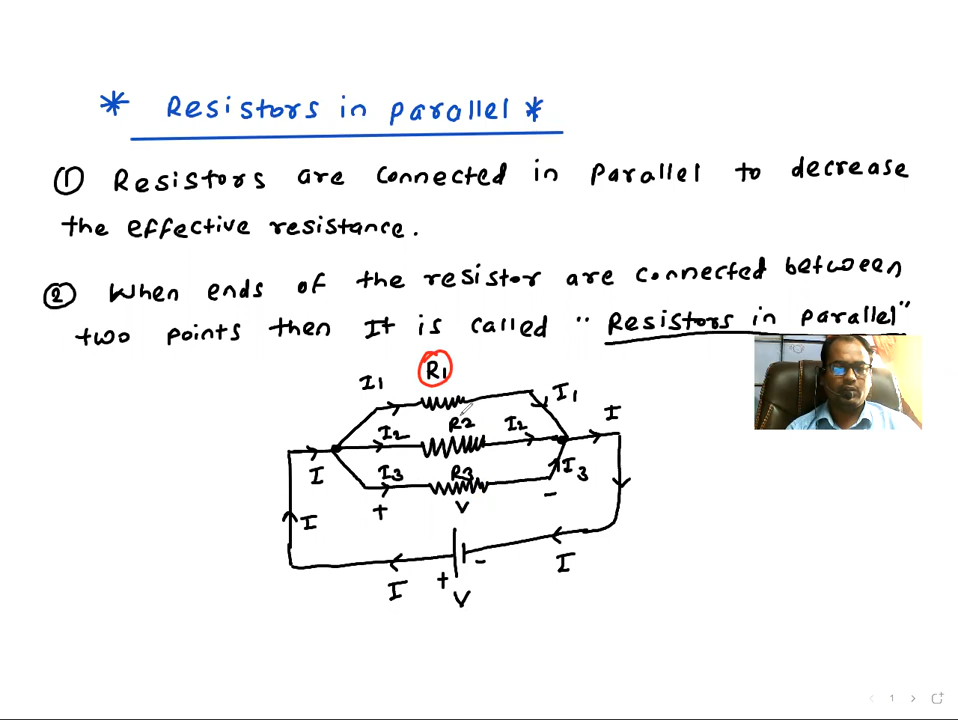 * Resistors in parallel *
① Resistors are connected in parallel to decrease
the effective resistance.
② When ends of the resistor are connected between
two points then It is called "Resistors in parallel"
R1
I1
I1
R2
I2
I2
I
I
I3
R3
I3
+
V
-
I
+
-
I
I
V
1